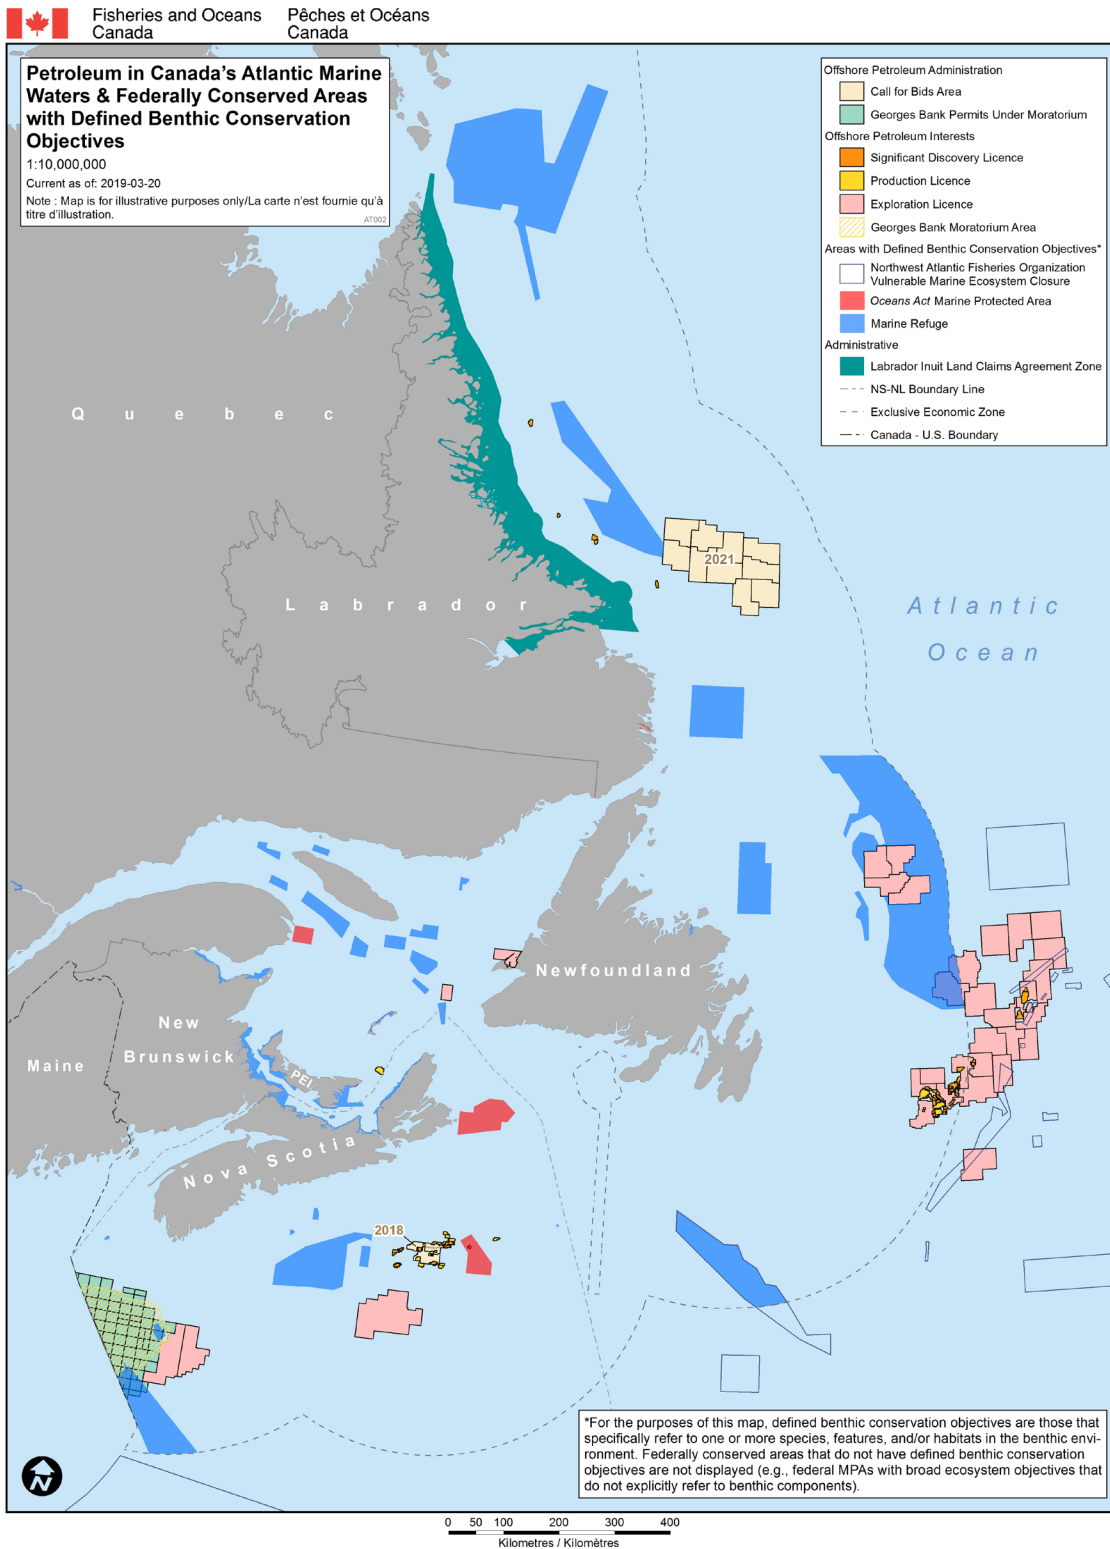 Fisheries and Oceans
Canada
Pêches et Océans
Canada
Petroleum in Canada's Atlantic Marine
Waters & Federally Conserved Areas
with Defined Benthic Conservation
Objectives
1:10,000,000
Current as of: 2019-03-20
Note : Map is for illustrative purposes only/La carte n'est fournie qu'à
titre d'illustration.
AT002
Offshore Petroleum Administration
Call for Bids Area
Georges Bank Permits Under Moratorium
Offshore Petroleum Interests
Significant Discovery Licence
Production Licence
Exploration Licence
Georges Bank Moratorium Area
Areas with Defined Benthic Conservation Objectives*
Northwest Atlantic Fisheries Organization
Vulnerable Marine Ecosystem Closure
Oceans Act Marine Protected Area
Marine Refuge
Administrative
Labrador Inuit Land Claims Agreement Zone
NS-NL Boundary Line
Exclusive Economic Zone
Canada - U.S. Boundary
Quebec
2021
Labrador
Atlantic
Ocean
Newfoundland
New
Brunswick
Maine
PEI
Nova Scotia
2018
N
*For the purposes of this map, defined benthic conservation objectives are those that
specifically refer to one or more species, features, and/or habitats in the benthic envi-
ronment. Federally conserved areas that do not have defined benthic conservation
objectives are not displayed (e.g., federal MPAs with broad ecosystem objectives that
do not explicitly refer to benthic components).
0 50 100 200 300 400
Kilometres / Kilomètres